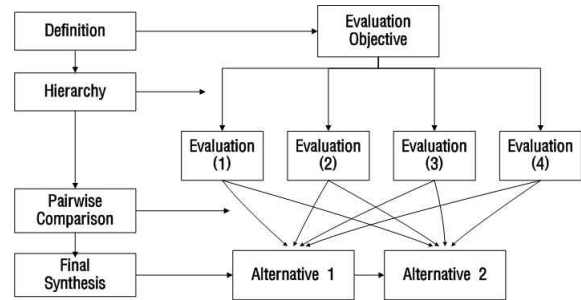 Definition
Evaluation
Objective
Hierarchy
Evaluation
(1)
Evaluation
(2)
Evaluation
(3)
Evaluation
(4)
Pairwise
Comparison
Final
Synthesis
Alternative 1
Alternative 2